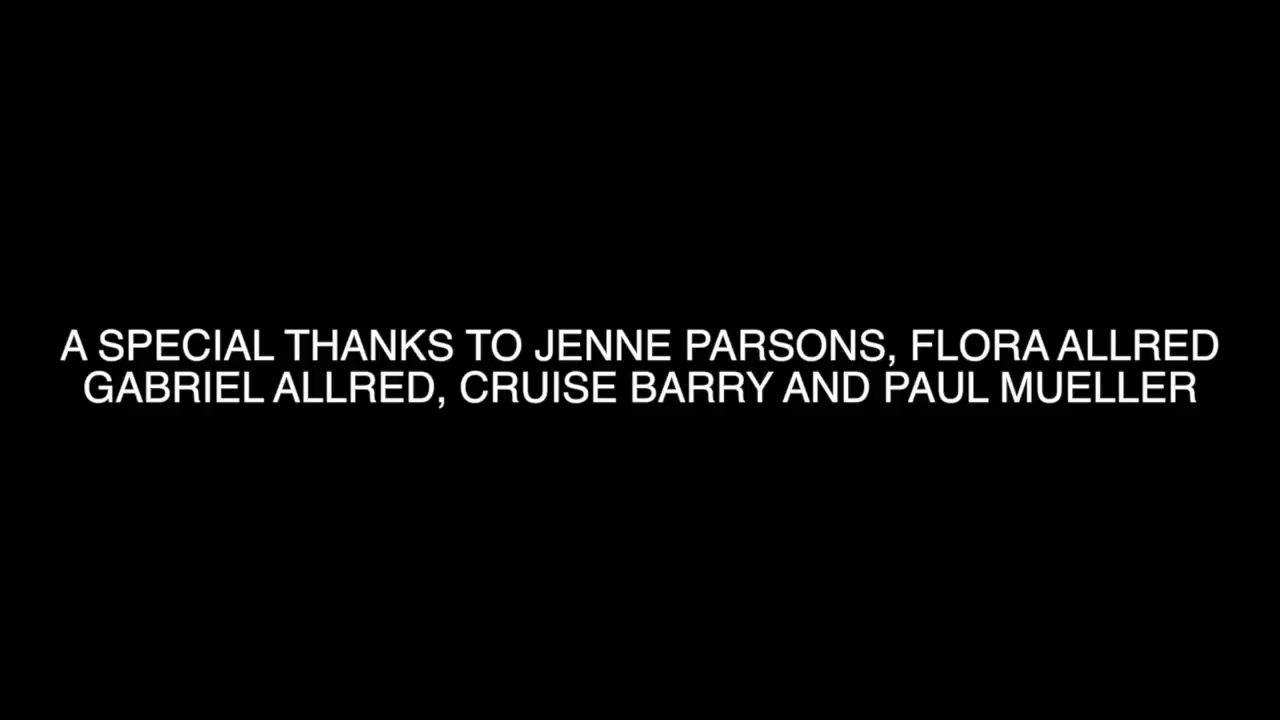 A SPECIAL THANKS TO JENNE PARSONS, FLORA ALLRED
GABRIEL ALLRED, CRUISE BARRY AND PAUL MUELLER